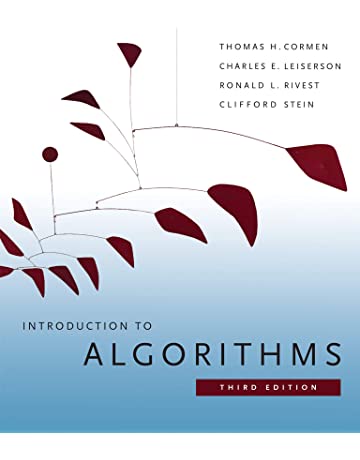 THOMAS H. CORMEN
CHARLES E. LEISERSON
RONALD L. RIVEST
CLIFFORD STEIN
INTRODUCTION TO
ALGORITHMS
THIRD EDITION